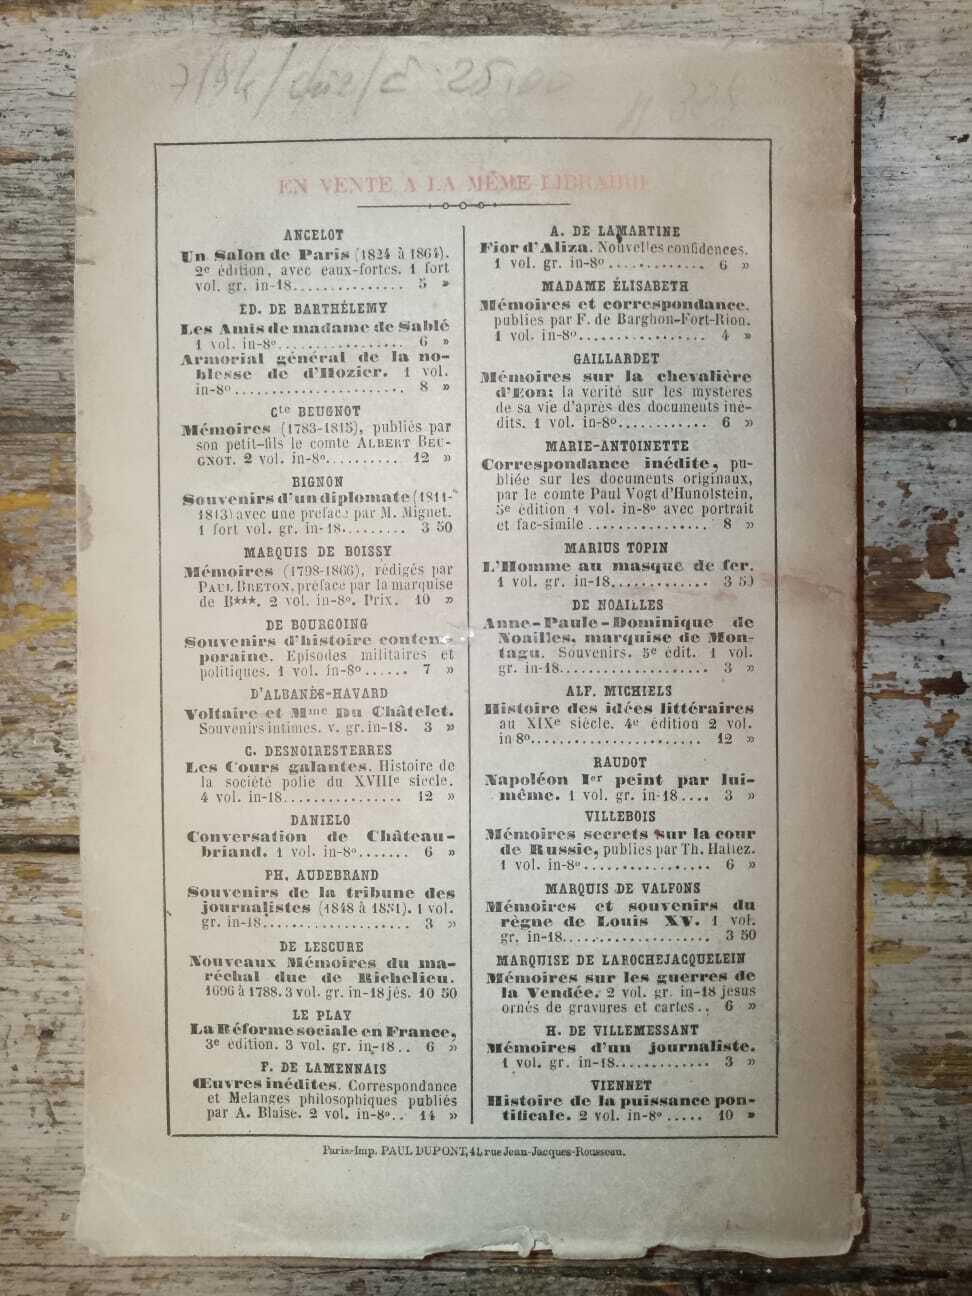 EN VENTE A LA MÊME LIBRAIRIE
ANCELOT
Un Salon de Paris (1824 à 1864).
2e édition, avec eaux-fortes. 1 fort
vol. gr. in-18............... 5 »
ED. DE BARTHÉLEMY
Les Amis de madame de Sablé
1 vol. in-8o................. 6 »
Armorial général de la no-
blesse de d'Hozier. 1 vol.
in-8o....................... 8 »
Cte BEUGNOT
Mémoires (1783-1815), publiés par
son petit-fils le comte ALBERT BEU-
GNOT. 2 vol. in-8o.......... 12 »
BIGNON
Souvenirs d'un diplomate (1811-
1813) avec une preface par M. Mignet.
1 fort vol. gr. in-18......... 3 50
MARQUIS DE BOISSY
Mémoires (1798-1866), rédigés par
PAUL BRETON, préface par la marquise
de B***. 2 vol. in-8o. Prix. 10 »
DE BOURGOING
Souvenirs d'histoire contem-
poraine. Episodes militaires et
politiques. 1 vol. in-8o...... 7 »
D'ALBANÈS-HAVARD
Voltaire et Mme Du Châtelet.
Souvenirs intimes. v. gr. in-18. 3 »
C. DESNOIRESTERRES
Les Cours galantes. Histoire de
la société polie du XVIIIe siecle.
4 vol. in-18................ 12 »
DANIELO
Conversation de Château-
briand. 1 vol. in-8o....... 6 »
PH. AUDEBRAND
Souvenirs de la tribune des
journalistes (1848 à 1851). 1 vol.
gr. in-18.................... 3 »
DE LESCURE
Nouveaux Mémoires du ma-
réchal duc de Richelieu.
1696 à 1788. 3 vol. gr. in-18 jés. 10 50
LE PLAY
La Réforme sociale en France,
3e édition. 3 vol. gr. in-18.. 6 »
F. DE LAMENNAIS
Œuvres inédites. Correspondance
et Melanges philosophiques publiés
par A. Blaise. 2 vol. in-8o.. 14 »
A. DE LAMARTINE
Fior d'Aliza. Nouvelles confidences.
1 vol. gr. in-8o............. 6 »
MADAME ÉLISABETH
Mémoires et correspondance,
publies par F. de Barghon-Fort-Rion.
1 vol. in-8o................. 4 »
GAILLARDET
Mémoires sur la chevalière
d'Eon; la vérité sur les mystères
de sa vie d'après des documents iné-
dits. 1 vol. in-8o............ 6 »
MARIE-ANTOINETTE
Correspondance inédite, pu-
bliée sur les documents originaux,
par le comte Paul Vogt d'Hunolstein,
5e édition 1 vol. in-8o avec portrait
et fac-simile ................ 8 »
MARIUS TOPIN
L'Homme au masque de fer.
1 vol. gr. in-18............. 3 50
DE NOAILLES
Anne-Paule-Dominique de
Noailles, marquise de Mon-
tagu. Souvenirs. 5e édit. 1 vol.
gr. in-18.................... 3 »
ALF. MICHIELS
Histoire des idées littéraires
au XIXe siècle. 4e édition 2 vol.
in 8o....................... 12 »
RAUDOT
Napoléon Ier peint par lui-
même. 1 vol. gr. in-18.... 3 »
VILLEBOIS
Mémoires secrets sur la cour
de Russie, publies par Th. Hallez.
1 vol. in-8o................. 6 »
MARQUIS DE VALFONS
Mémoires et souvenirs du
règne de Louis XV. 1 vol.
gr. in-18.................... 3 50
MARQUISE DE LAROCHEJACQUELEIN
Mémoires sur les guerres de
la Vendée. 2 vol. gr. in-18 jesus
ornés de gravures et cartes.. 6 »
H. DE VILLEMESSANT
Mémoires d'un journaliste.
1 vol. gr. in-18............. 3 »
VIENNET
Histoire de la puissance pon-
tificale. 2 vol. in-8o..... 10 »
Paris-Imp. PAUL DUPONT, 41, rue Jean-Jacques-Rousseau.